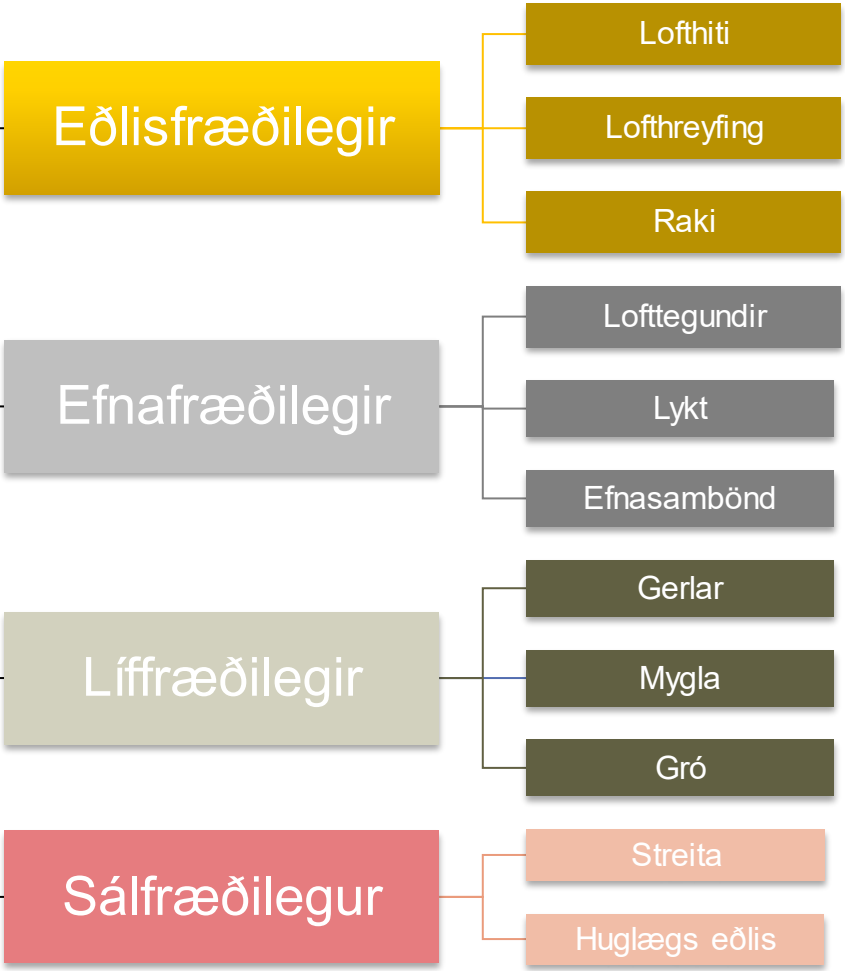 Eðlisfræðilegir
Lofthiti
Lofthreyfing
Raki
Efnafræðilegir
Lofttegundir
Lykt
Efnasambönd
Líffræðilegir
Gerlar
Mygla
Gró
Sálfræðilegur
Streita
Huglægs eðlis